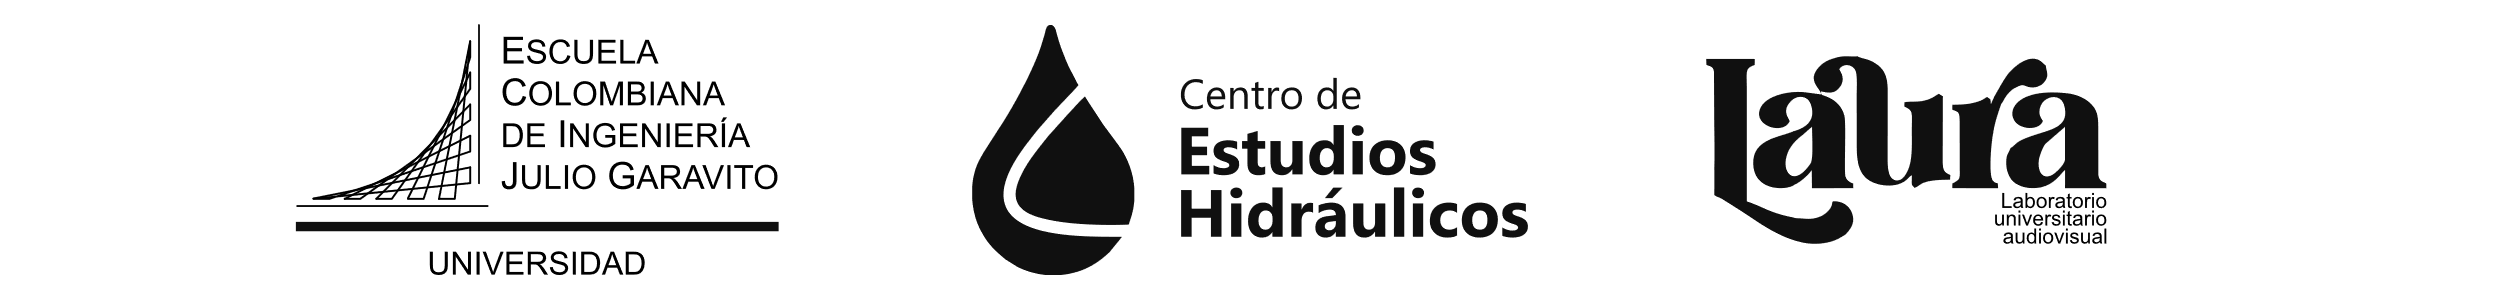 ESCUELA
COLOMBIANA
DE INGENIERÍA
JULIO GARAVITO
UNIVERSIDAD
Centro de
Estudios
Hidráulicos
Laura
Laboratorio
universitario
audiovisual